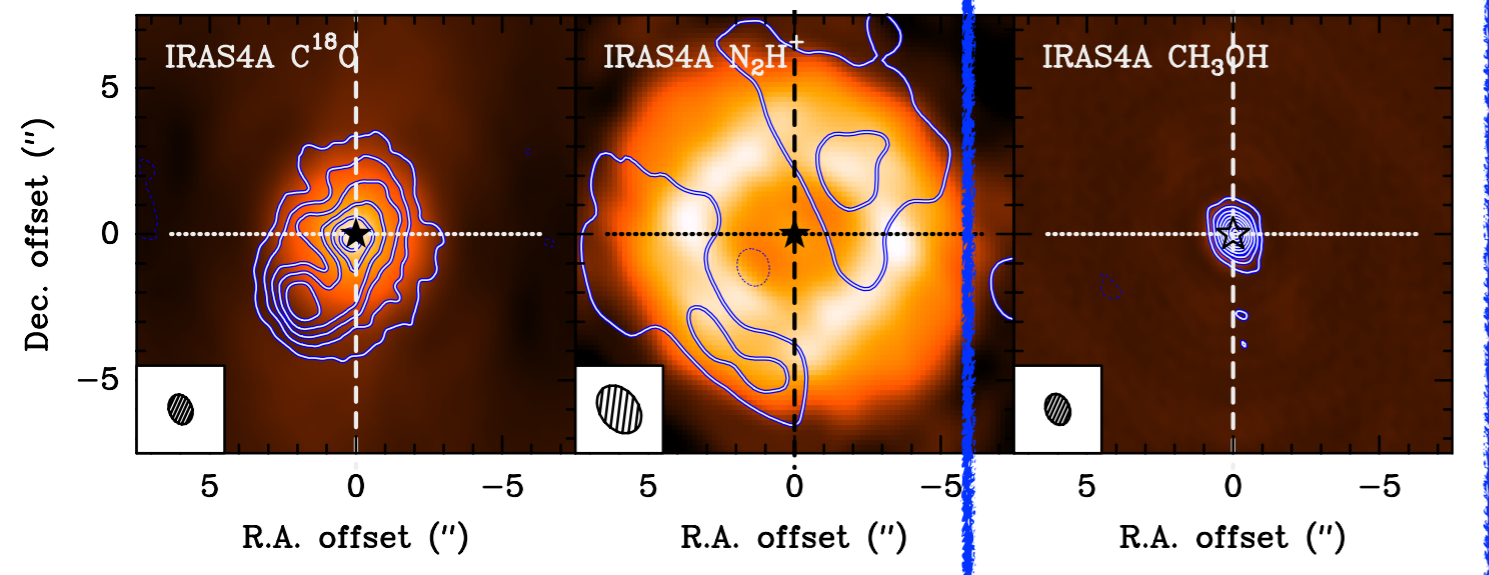 IRAS4A C¹⁸O
IRAS4A N₂H⁺
IRAS4A CH₃OH
Dec. offset (″)
5
0
−5
5 0 −5
5 0 −5
5 0 −5
R.A. offset (″)
R.A. offset (″)
R.A. offset (″)